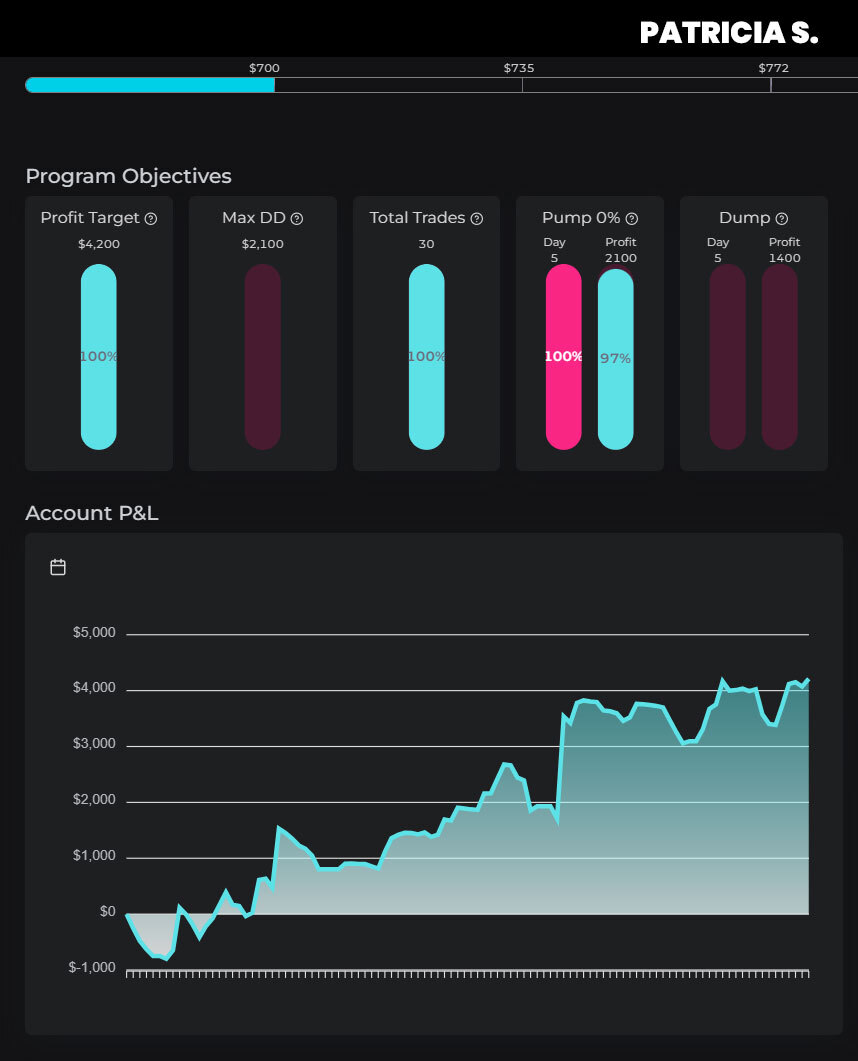 PATRICIA S.
$700 $735 $772
Program Objectives
Profit Target ?
$4,200
100%
Max DD ?
$2,100
Total Trades ?
30
100%
Pump 0% ?
Day Profit
5 2100
100% 97%
Dump ?
Day Profit
5 1400
Account P&L
$5,000
$4,000
$3,000
$2,000
$1,000
$0
$-1,000